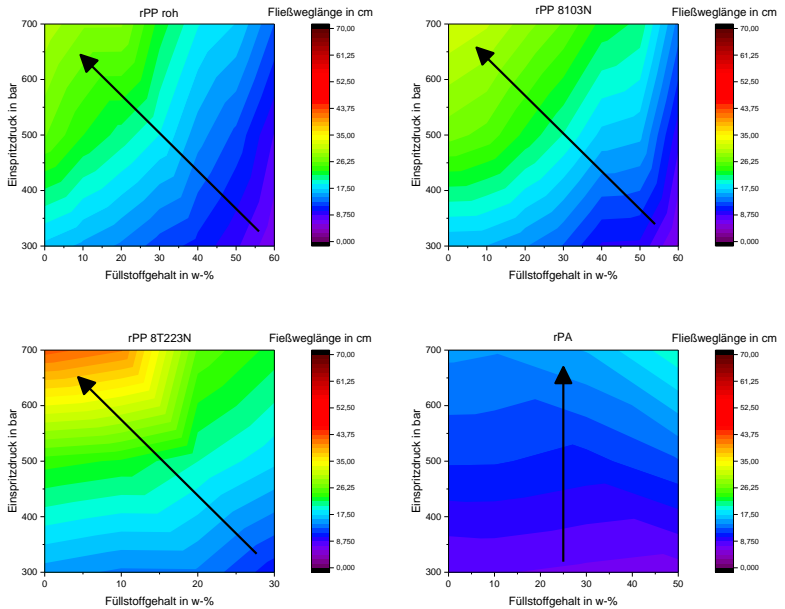 rPP roh
Fließweglänge in cm
Einspritzdruck in bar
700
600
500
400
300
0 10 20 30 40 50 60
Füllstoffgehalt in w-%
70,00
61,25
52,50
43,75
35,00
26,25
17,50
8,750
0,000
rPP 8103N
Fließweglänge in cm
Einspritzdruck in bar
700
600
500
400
300
0 10 20 30 40 50 60
Füllstoffgehalt in w-%
70,00
61,25
52,50
43,75
35,00
26,25
17,50
8,750
0,000
rPP 8T223N
Fießweglänge in cm
Einspritzdruck in bar
700
600
500
400
300
0 10 20 30
Füllstoffgehalt in w-%
70,00
61,25
52,50
43,75
35,00
26,25
17,50
8,750
0,000
rPA
Fließweglänge in cm
Einspritzdruck in bar
700
600
500
400
300
0 10 20 30 40 50
Füllstoffgehalt in w-%
70,00
61,25
52,50
43,75
35,00
26,25
17,50
8,750
0,000